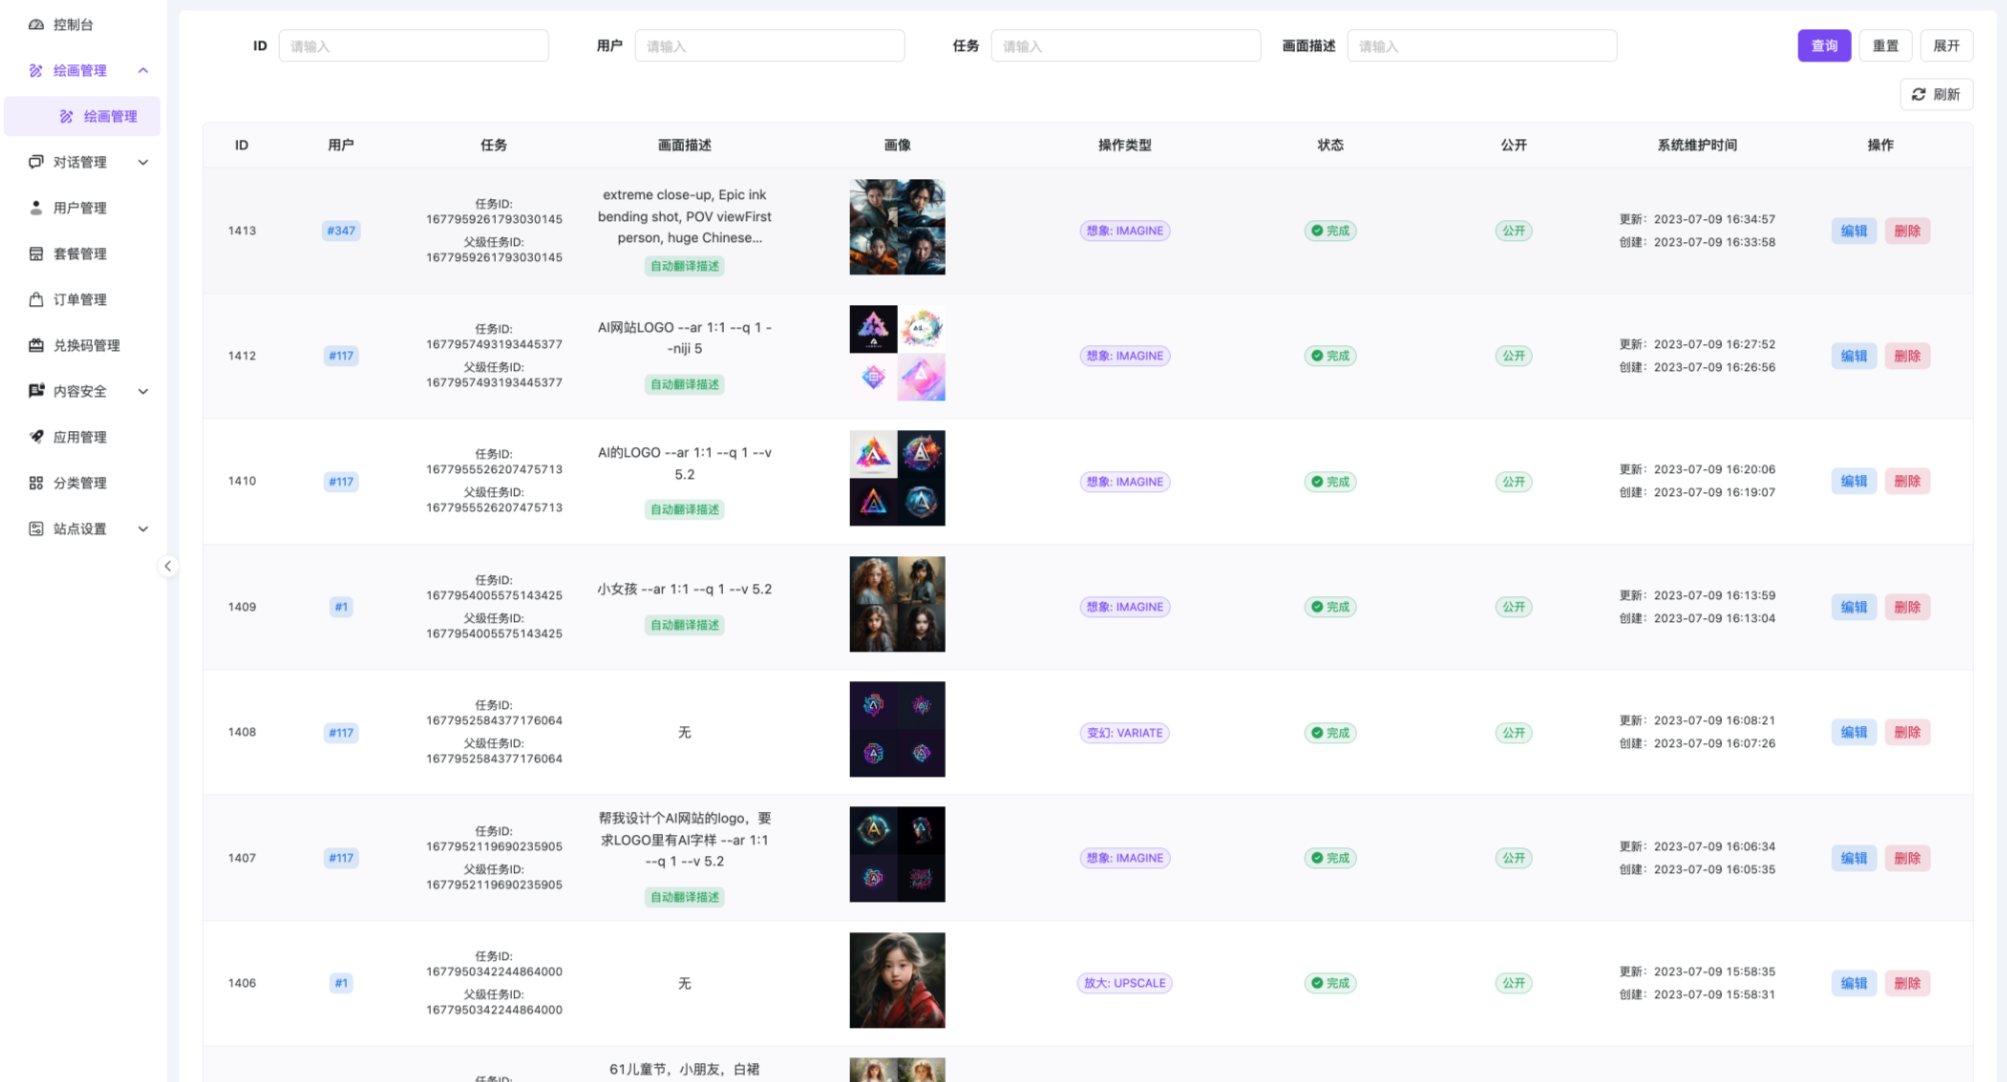 控制台
绘画管理
绘画管理
对话管理
用户管理
套餐管理
订单管理
兑换码管理
内容安全
应用管理
分类管理
站点设置
ID 请输入 用户 请输入 任务 请输入 画面描述 请输入 查询 重置 展开
刷新
ID 用户 任务 画面描述 画像 操作类型 状态 公开 系统维护时间 操作
1413 #347
任务ID:
1677959261793030145
父级任务ID:
1677959261793030145
extreme close-up, Epic ink
bending shot, POV viewFirst
person, huge Chinese...
自动翻译描述
想象: IMAGINE 完成 公开
更新: 2023-07-09 16:34:57
创建: 2023-07-09 16:33:58
编辑 删除
1412 #117
任务ID:
1677957493193445377
父级任务ID:
1677957493193445377
AI网站LOGO --ar 1:1 --q 1 -
-niji 5
自动翻译描述
想象: IMAGINE 完成 公开
更新: 2023-07-09 16:27:52
创建: 2023-07-09 16:26:56
编辑 删除
1410 #117
任务ID:
1677955526207475713
父级任务ID:
1677955526207475713
AI的LOGO --ar 1:1 --q 1 --v
5.2
自动翻译描述
想象: IMAGINE 完成 公开
更新: 2023-07-09 16:20:06
创建: 2023-07-09 16:19:07
编辑 删除
1409 #1
任务ID:
1677954005575143425
父级任务ID:
1677954005575143425
小女孩 --ar 1:1 --q 1 --v 5.2
自动翻译描述
想象: IMAGINE 完成 公开
更新: 2023-07-09 16:13:59
创建: 2023-07-09 16:13:04
编辑 删除
1408 #117
任务ID:
1677952584377176064
父级任务ID:
1677952584377176064
无
变幻: VARIATE 完成 公开
更新: 2023-07-09 16:08:21
创建: 2023-07-09 16:07:26
编辑 删除
1407 #117
任务ID:
1677952119690235905
父级任务ID:
1677952119690235905
帮我设计个AI网站的logo，要
求LOGO里有AI字样 --ar 1:1
--q 1 --v 5.2
自动翻译描述
想象: IMAGINE 完成 公开
更新: 2023-07-09 16:06:34
创建: 2023-07-09 16:05:35
编辑 删除
1406 #1
任务ID:
1677950342244864000
父级任务ID:
1677950342244864000
无
放大: UPSCALE 完成 公开
更新: 2023-07-09 15:58:35
创建: 2023-07-09 15:58:31
编辑 删除
任务ID:
61儿童节，小朋友，白裙